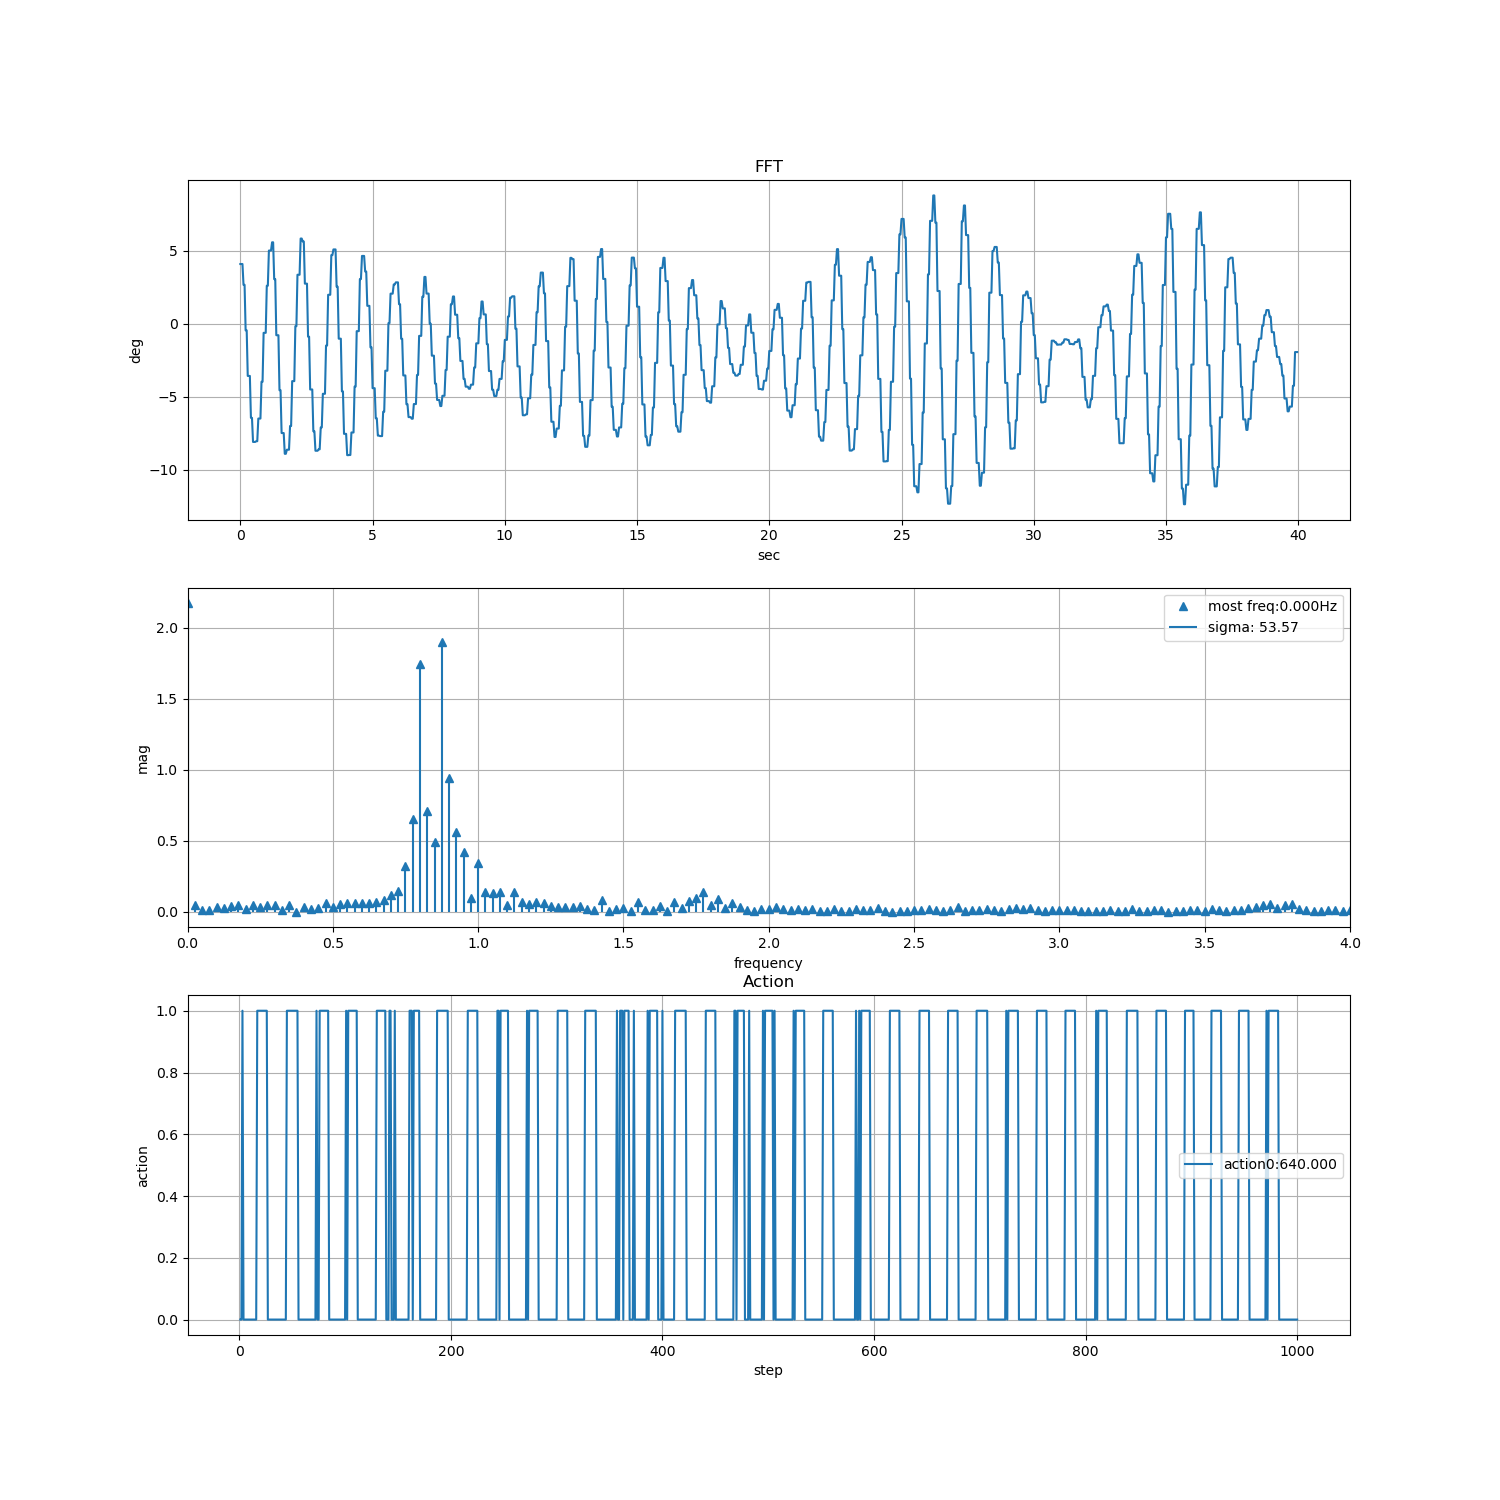 FFT
5
0
−5
−10
deg
0 5 10 15 20 25 30 35 40
sec
2.0
1.5
1.0
0.5
0.0
mag
most freq:0.000Hz
sigma: 53.57
0.0 0.5 1.0 1.5 2.0 2.5 3.0 3.5 4.0
frequency
Action
1.0
0.8
0.6
0.4
0.2
0.0
action
action0:640.000
0 200 400 600 800 1000
step